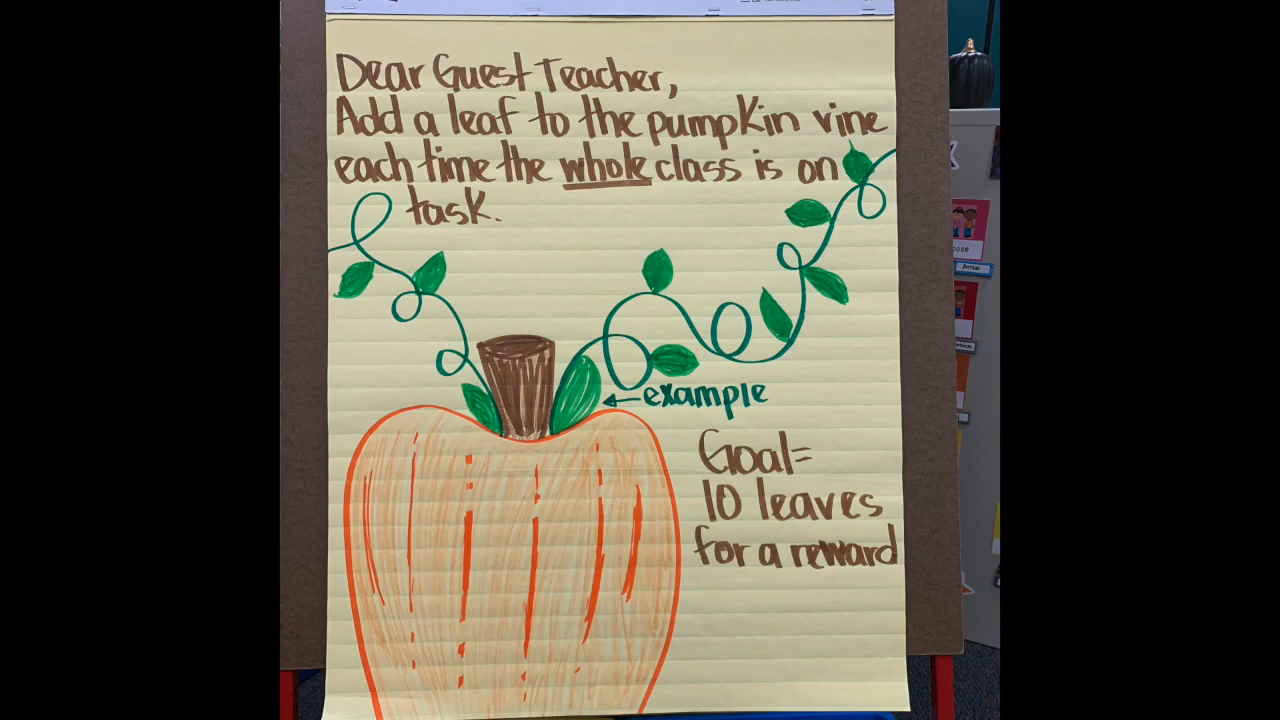 Dear Guest Teacher,
Add a leaf to the pumpkin vine
each time the whole class is on
task.
example
Goal=
10 leaves
for a reward